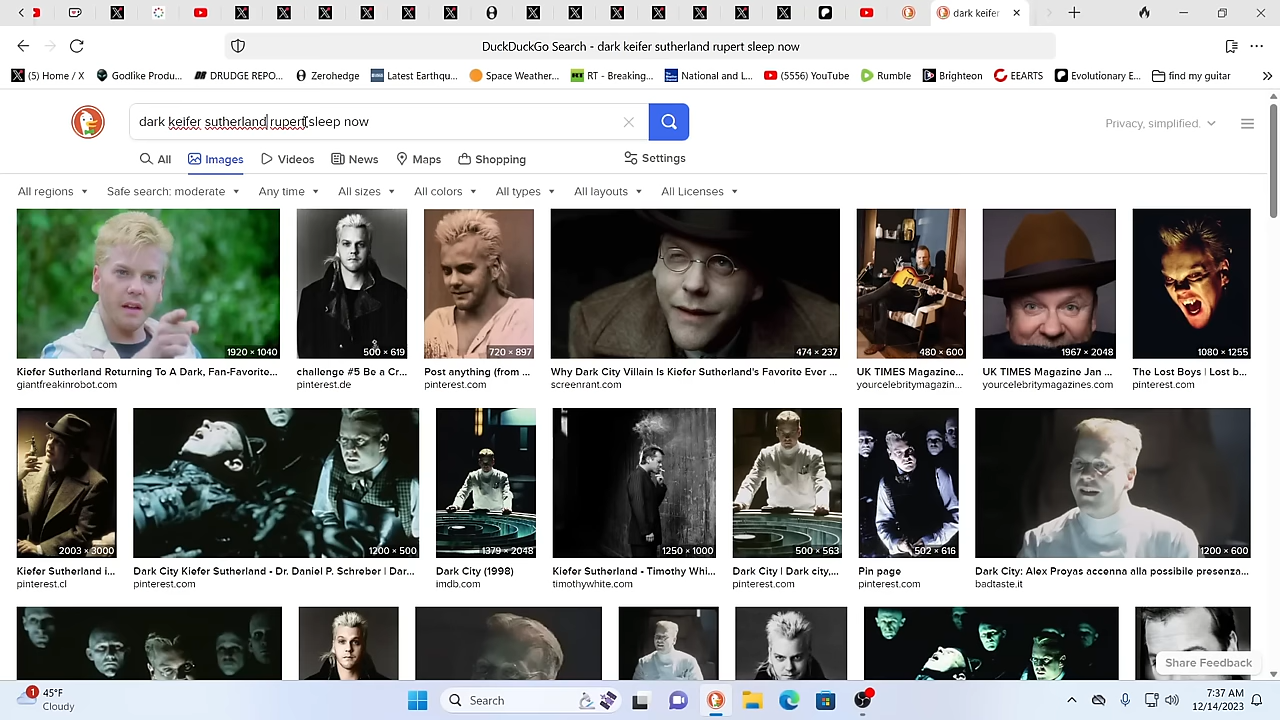 dark keifer
DuckDuckGo Search - dark keifer sutherland rupert sleep now
(5) Home / X
Godlike Produ...
DRUDGE REPO...
Zerohedge
Latest Earthqu...
Space Weather...
RT - Breaking...
National and L...
(5556) YouTube
Rumble
Brighteon
EEARTS
Evolutionary E...
find my guitar
dark keifer sutherland rupert sleep now
Privacy, simplified.
All
Images
Videos
News
Maps
Shopping
Settings
All regions
Safe search: moderate
Any time
All sizes
All colors
All types
All layouts
All Licenses
1920 × 1040
500 × 619
720 × 897
474 × 237
480 × 600
1967 × 2048
1080 × 1255
Kiefer Sutherland Returning To A Dark, Fan-Favorite...
giantfreakinrobot.com
challenge #5 Be a Cr...
pinterest.de
Post anything (from ...
pinterest.com
Why Dark City Villain Is Kiefer Sutherland's Favorite Ever ...
screenrant.com
UK TIMES Magazine...
yourcelebritymagazin...
UK TIMES Magazine Jan ...
yourcelebritymagazines.com
The Lost Boys | Lost b...
pinterest.com
2003 × 3000
1200 × 500
1379 × 2048
1250 × 1000
500 × 563
502 × 616
1200 × 600
Kiefer Sutherland i...
pinterest.cl
Dark City Kiefer Sutherland - Dr. Daniel P. Schreber | Dar...
pinterest.com
Dark City (1998)
imdb.com
Kiefer Sutherland - Timothy Whi...
timothywhite.com
Dark City | Dark city,...
pinterest.com
Pin page
pinterest.com
Dark City: Alex Proyas accenna alla possibile presenza...
badtaste.it
Share Feedback
1
45°F
Cloudy
Search
7:37 AM
12/14/2023